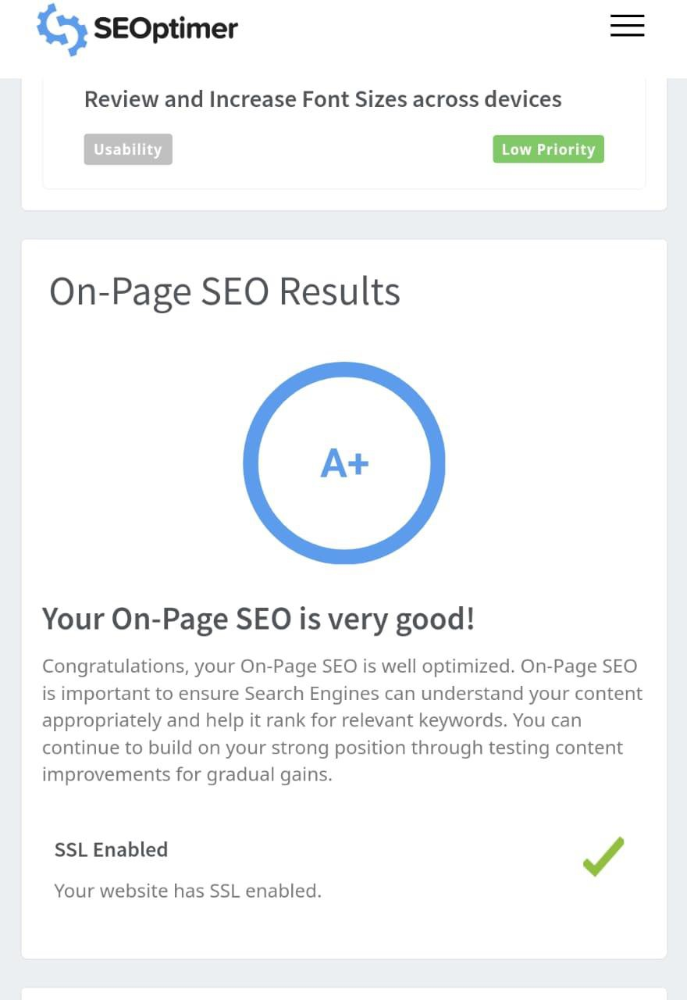 SEOptimer
Review and Increase Font Sizes across devices
Usability
Low Priority
On-Page SEO Results
A+
Your On-Page SEO is very good!
Congratulations, your On-Page SEO is well optimized. On-Page SEO
is important to ensure Search Engines can understand your content
appropriately and help it rank for relevant keywords. You can
continue to build on your strong position through testing content
improvements for gradual gains.
SSL Enabled
Your website has SSL enabled.